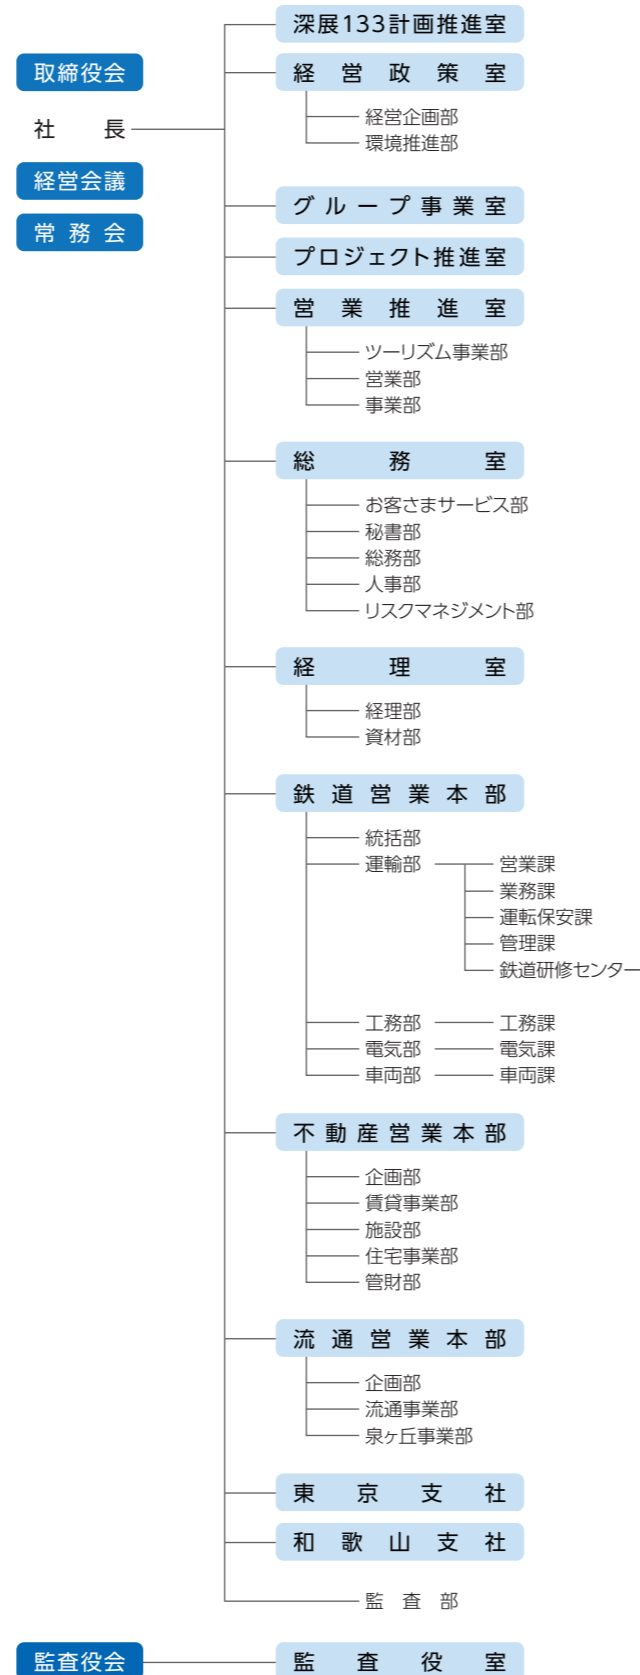 深展133計画推進室
取締役会
経営政策室
経営企画部
社長
環境推進部
経営会議
グループ事業室
常務会
プロジェクト推進室
営業推進室
ツーリズム事業部
営業部
事業部
総務室
お客さまサービス部
秘書部
総務部
人事部
リスクマネジメント部
経理室
経理部
資材部
鉄道営業本部
統括部
運輸部 営業課
業務課
運転保安課
管理課
鉄道研修センター
工務部 工務課
電気部 電気課
車両部 車両課
不動産営業本部
企画部
賃貸事業部
施設部
住宅事業部
管財部
流通営業本部
企画部
流通事業部
泉ヶ丘事業部
東京支社
和歌山支社
監査部
監査役会 監査役室